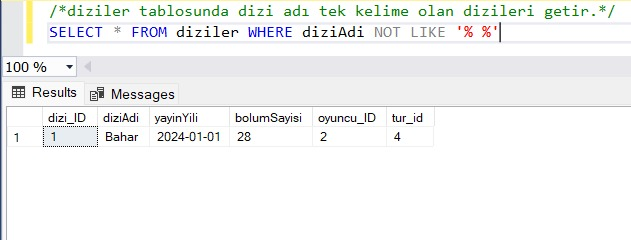 /*diziler tablosunda dizi adı tek kelime olan dizileri getir.*/
SELECT * FROM diziler WHERE diziAdi NOT LIKE '% %'
100 %
Results Messages
dizi_ID diziAdi yayinYili bolumSayisi oyuncu_ID tur_id
1 1 Bahar 2024-01-01 28 2 4